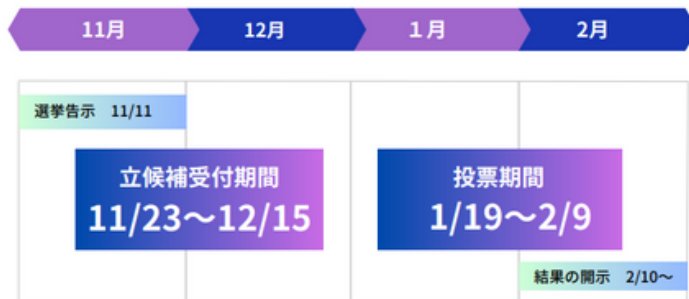 11月
12月
1月
2月
選挙告示 11/11
立候補受付期間
11/23～12/15
投票期間
1/19～2/9
結果の開示 2/10～